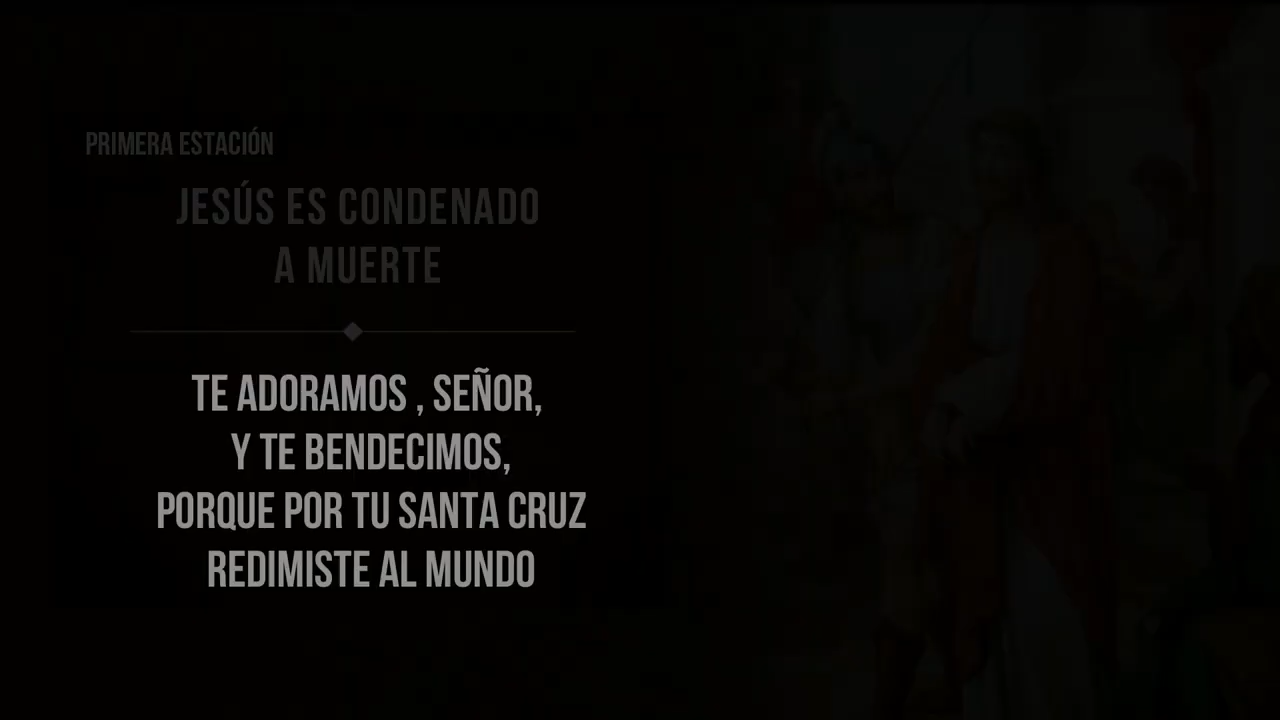 PRIMERA ESTACIÓN
JESÚS ES CONDENADO
A MUERTE
TE ADORAMOS , SEÑOR,
Y TE BENDECIMOS,
PORQUE POR TU SANTA CRUZ
REDIMISTE AL MUNDO